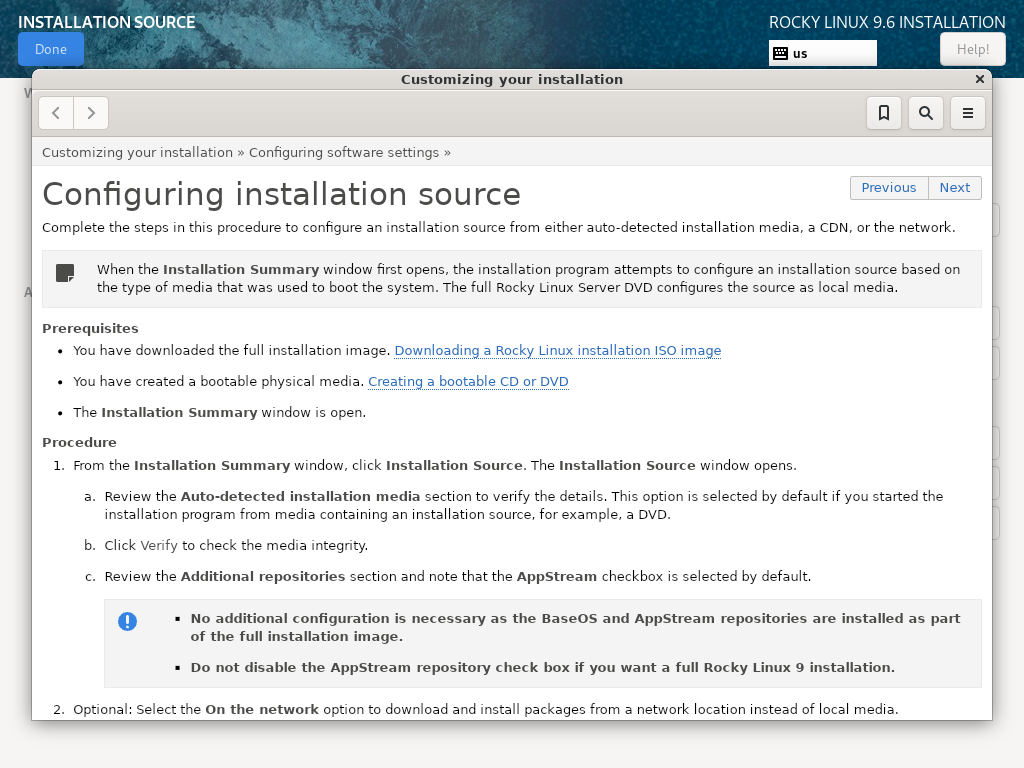 INSTALLATION SOURCE
ROCKY LINUX 9.6 INSTALLATION
Done
us
Help!
Customizing your installation
Customizing your installation » Configuring software settings »
Configuring installation source
Previous
Next
Complete the steps in this procedure to configure an installation source from either auto-detected installation media, a CDN, or the network.
When the Installation Summary window first opens, the installation program attempts to configure an installation source based on
the type of media that was used to boot the system. The full Rocky Linux Server DVD configures the source as local media.
Prerequisites
• You have downloaded the full installation image. Downloading a Rocky Linux installation ISO image
• You have created a bootable physical media. Creating a bootable CD or DVD
• The Installation Summary window is open.
Procedure
1. From the Installation Summary window, click Installation Source. The Installation Source window opens.
a. Review the Auto-detected installation media section to verify the details. This option is selected by default if you started the
installation program from media containing an installation source, for example, a DVD.
b. Click Verify to check the media integrity.
c. Review the Additional repositories section and note that the AppStream checkbox is selected by default.
▪ No additional configuration is necessary as the BaseOS and AppStream repositories are installed as part
of the full installation image.
▪ Do not disable the AppStream repository check box if you want a full Rocky Linux 9 installation.
2. Optional: Select the On the network option to download and install packages from a network location instead of local media.